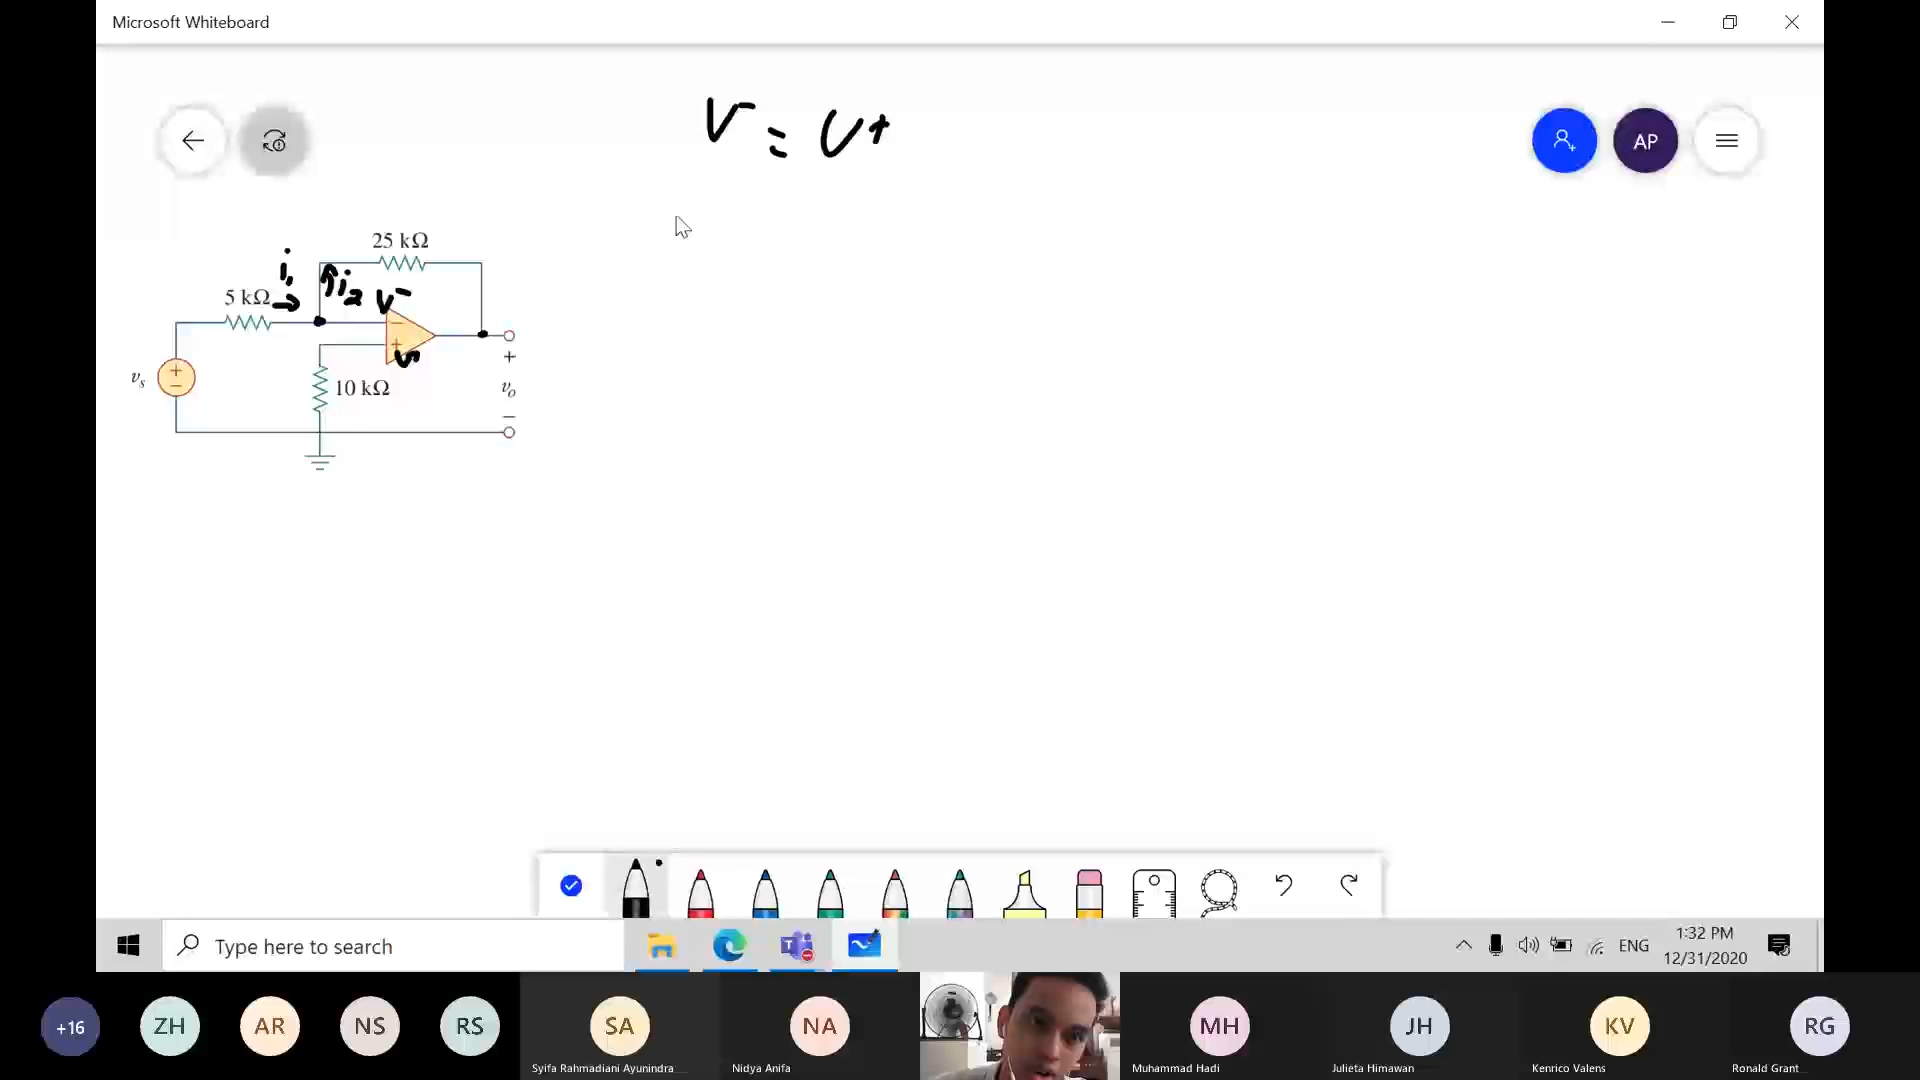 Microsoft Whiteboard
V⁻ = V⁺
AP
25 kΩ
i₁
i₂
5 kΩ
V⁻
−
+
vₛ
+
−
10 kΩ
+
vₒ
−
Type here to search
ENG
1:32 PM
12/31/2020
+16
ZH
AR
NS
RS
SA
NA
MH
JH
KV
RG
Syifa Rahmadiani Ayunindra...
Nidya Anifa
Muhammad Hadi
Julieta Himawan
Kenrico Valens
Ronald Grant...